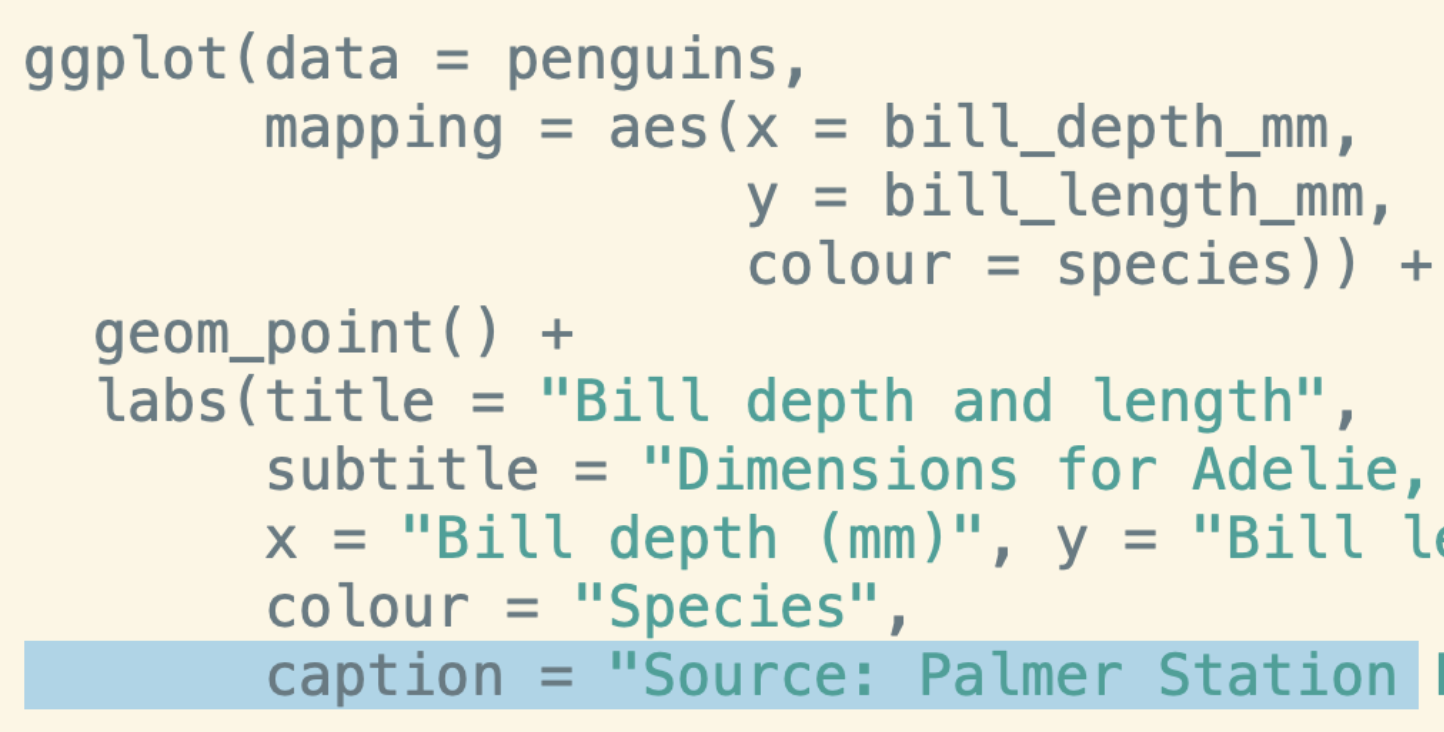 ggplot(data = penguins,
       mapping = aes(x = bill_depth_mm,
                     y = bill_length_mm,
                     colour = species)) +
  geom_point() +
  labs(title = "Bill depth and length",
       subtitle = "Dimensions for Adelie,
       x = "Bill depth (mm)", y = "Bill
       colour = "Species",
       caption = "Source: Palmer Station